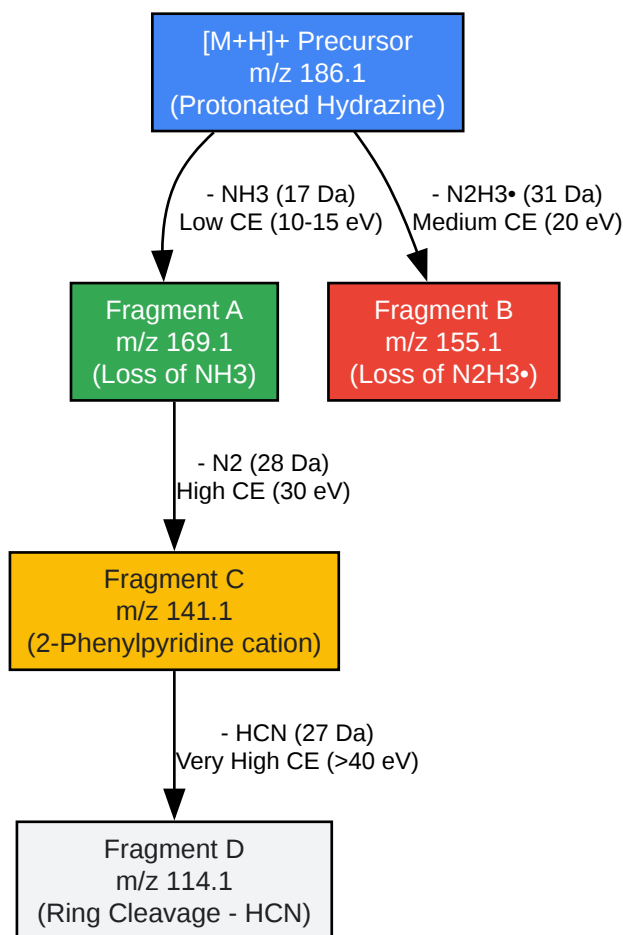 [M+H]+ Precursor
m/z 186.1
(Protonated Hydrazine)
- NH3 (17 Da)
Low CE (10-15 eV)
- N2H3• (31 Da)
Medium CE (20 eV)
Fragment A
m/z 169.1
(Loss of NH3)
Fragment B
m/z 155.1
(Loss of N2H3•)
- N2 (28 Da)
High CE (30 eV)
Fragment C
m/z 141.1
(2-Phenylpyridine cation)
- HCN (27 Da)
Very High CE (>40 eV)
Fragment D
m/z 114.1
(Ring Cleavage - HCN)